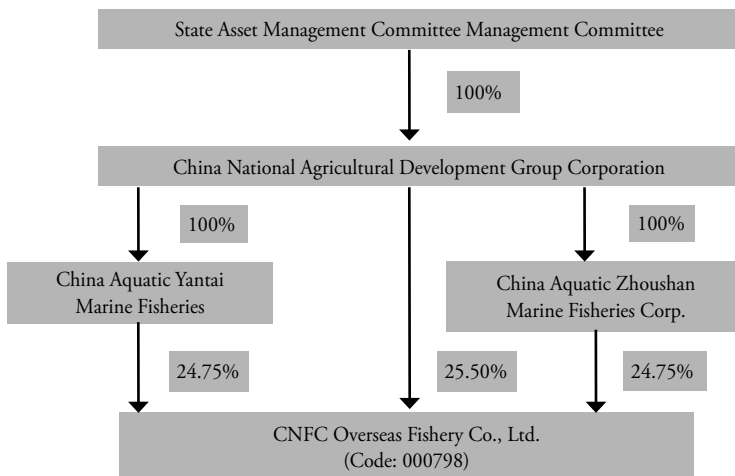 State Asset Management Committee Management Committee
100%
China National Agricultural Development Group Corporation
100%
100%
China Aquatic Yantai
Marine Fisheries
China Aquatic Zhoushan
Marine Fisheries Corp.
24.75%
25.50%
24.75%
CNFC Overseas Fishery Co., Ltd.
(Code: 000798)